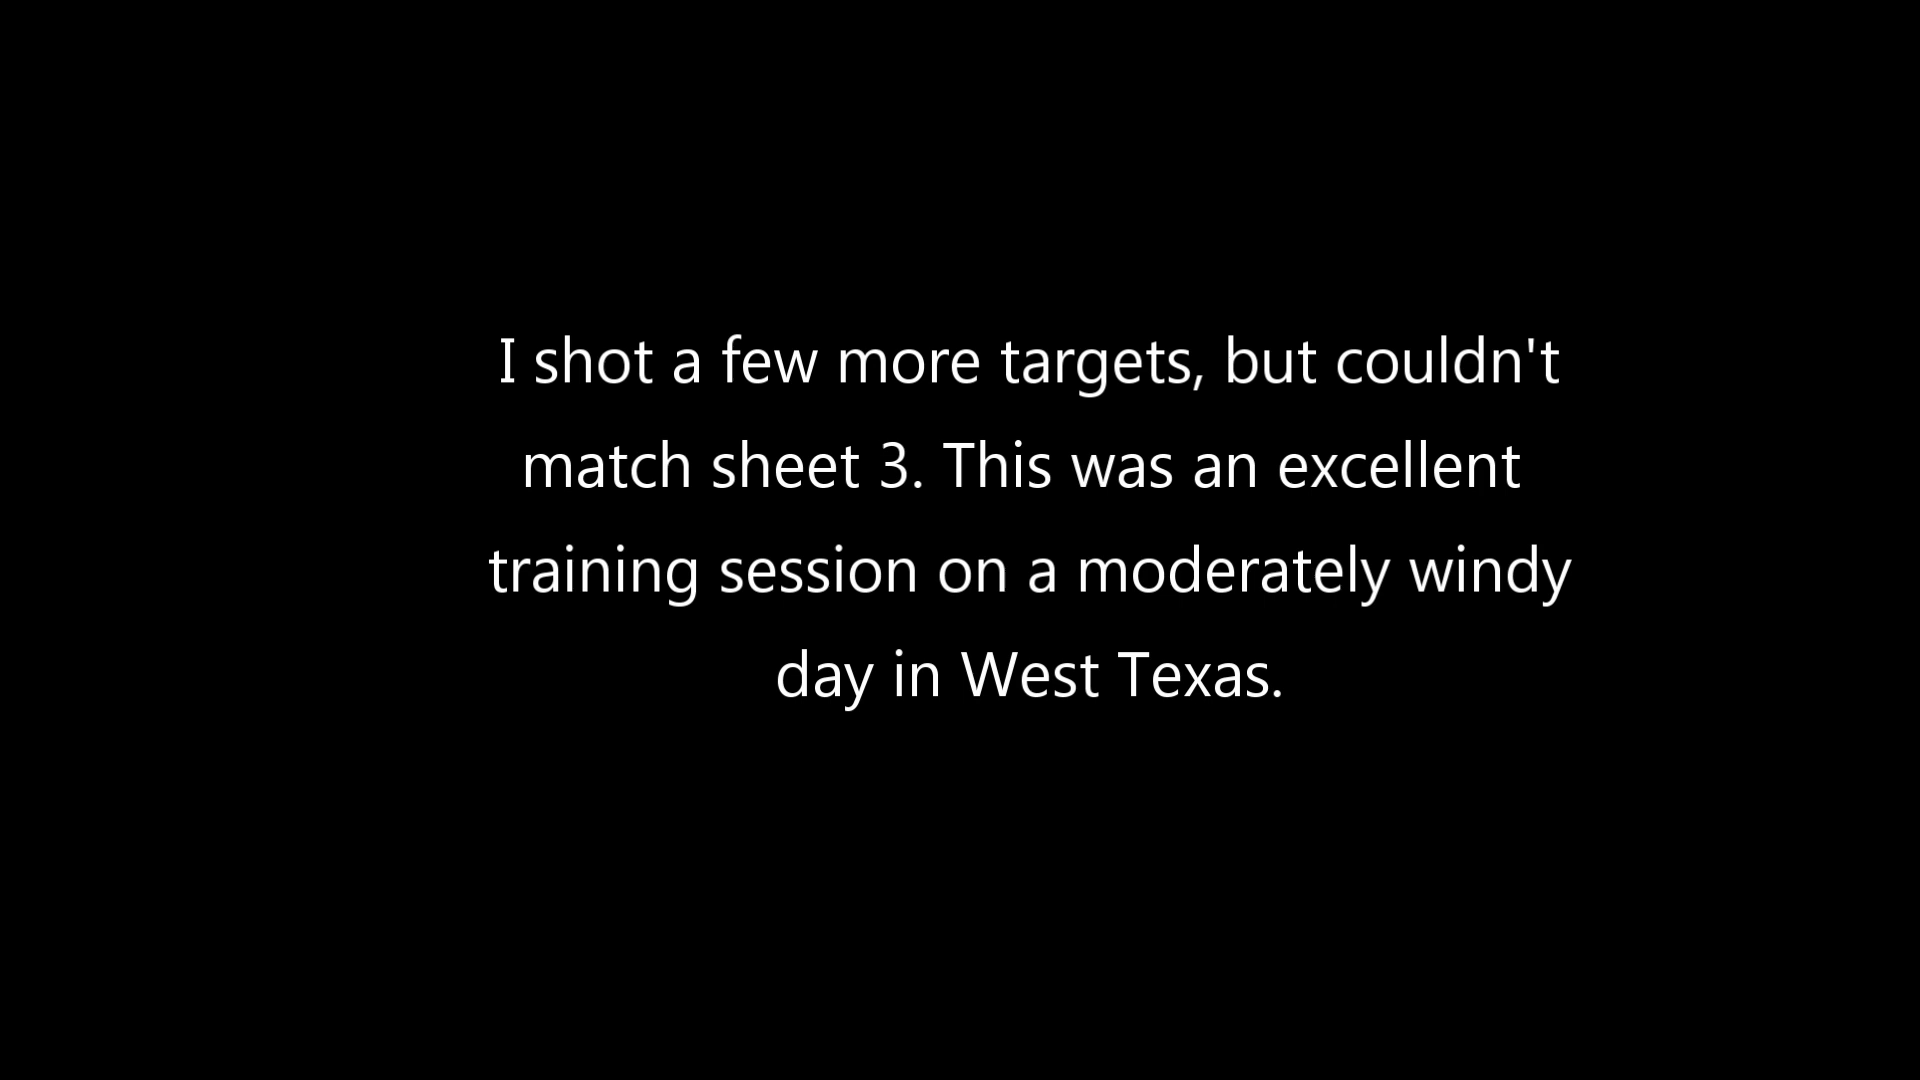 I shot a few more targets, but couldn't
match sheet 3. This was an excellent
training session on a moderately windy
day in West Texas.